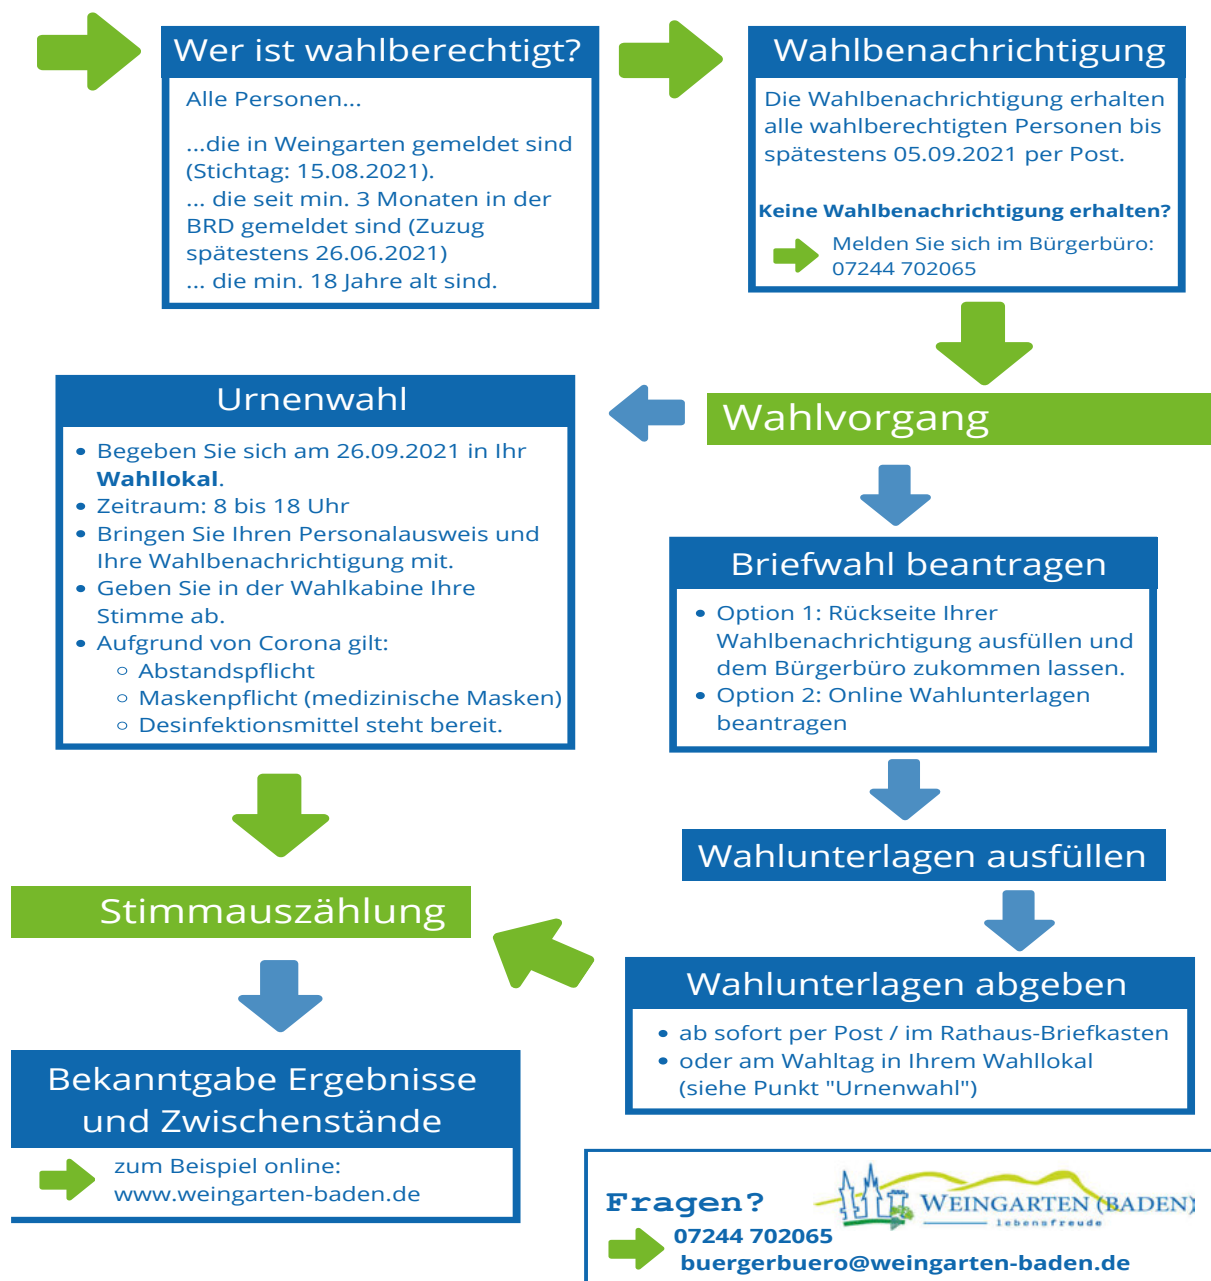 Wer ist wahlberechtigt?
Alle Personen...
...die in Weingarten gemeldet sind
(Stichtag: 15.08.2021).
... die seit min. 3 Monaten in der
BRD gemeldet sind (Zuzug
spätestens 26.06.2021)
... die min. 18 Jahre alt sind.
Wahlbenachrichtigung
Die Wahlbenachrichtigung erhalten
alle wahlberechtigten Personen bis
spätestens 05.09.2021 per Post.
Keine Wahlbenachrichtigung erhalten?
Melden Sie sich im Bürgerbüro:
07244 702065
Wahlvorgang
Urnenwahl
• Begeben Sie sich am 26.09.2021 in Ihr
Wahllokal.
• Zeitraum: 8 bis 18 Uhr
• Bringen Sie Ihren Personalausweis und
Ihre Wahlbenachrichtigung mit.
• Geben Sie in der Wahlkabine Ihre
Stimme ab.
• Aufgrund von Corona gilt:
◦ Abstandspflicht
◦ Maskenpflicht (medizinische Masken)
◦ Desinfektionsmittel steht bereit.
Briefwahl beantragen
• Option 1: Rückseite Ihrer
Wahlbenachrichtigung ausfüllen und
dem Bürgerbüro zukommen lassen.
• Option 2: Online Wahlunterlagen
beantragen
Wahlunterlagen ausfüllen
Wahlunterlagen abgeben
• ab sofort per Post / im Rathaus-Briefkasten
• oder am Wahltag in Ihrem Wahllokal
(siehe Punkt "Urnenwahl")
Stimmauszählung
Bekanntgabe Ergebnisse
und Zwischenstände
zum Beispiel online:
www.weingarten-baden.de
Fragen?
WEINGARTEN (BADEN)
lebensfreude
07244 702065
buergerbuero@weingarten-baden.de